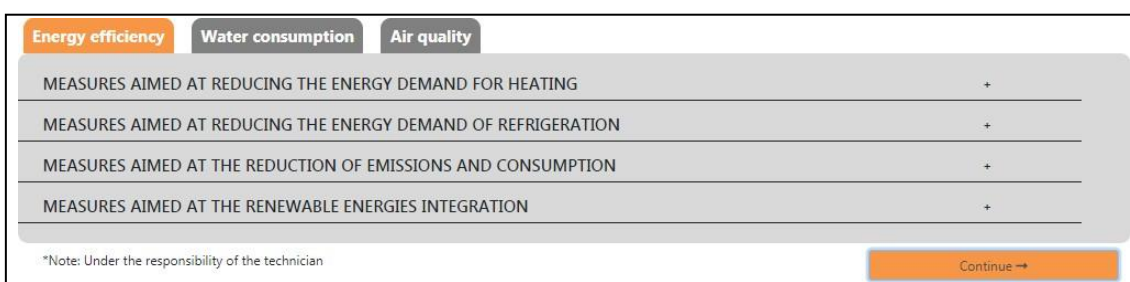 Energy efficiency Water consumption Air quality
MEASURES AIMED AT REDUCING THE ENERGY DEMAND FOR HEATING +
MEASURES AIMED AT REDUCING THE ENERGY DEMAND OF REFRIGERATION +
MEASURES AIMED AT THE REDUCTION OF EMISSIONS AND CONSUMPTION +
MEASURES AIMED AT THE RENEWABLE ENERGIES INTEGRATION +
*Note: Under the responsibility of the technician Continue →